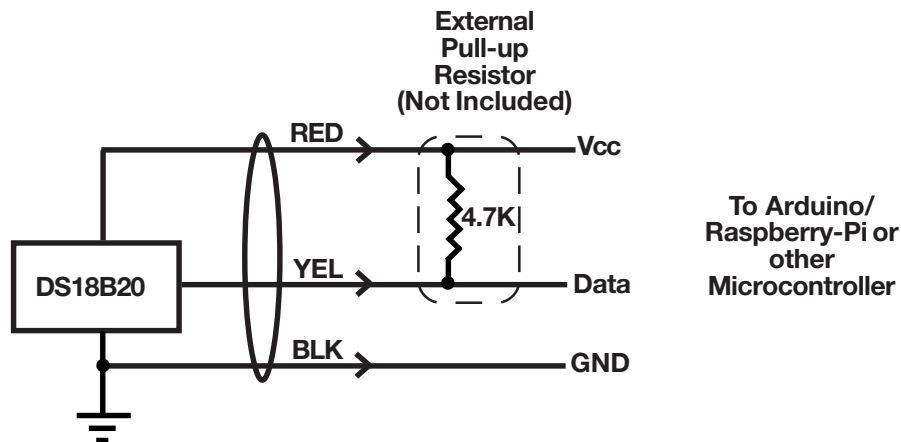 External
Pull-up
Resistor
(Not Included)
RED
Vcc
4.7K
To Arduino/
Raspberry-Pi or
other
Microcontroller
DS18B20
YEL
Data
BLK
GND